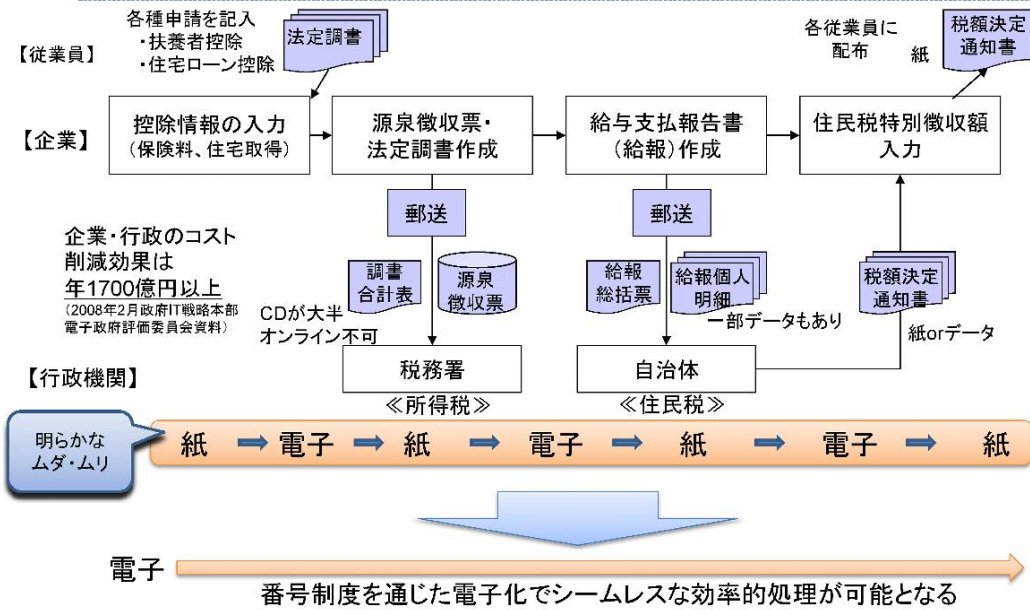 【従業員】
各種申請を記入
・扶養者控除
・住宅ローン控除
法定調書
各従業員に
配布
紙
税額決定
通知書
【企業】
控除情報の入力
(保険料、住宅取得)
源泉徴収票・
法定調書作成
給与支払報告書
(給報)作成
住民税特別徴収額
入力
郵送
郵送
企業・行政のコスト
削減効果は
年1700億円以上
(2008年2月政府IT戦略本部
電子政府評価委員会資料)
調書
合計表
源泉
徴収票
CDが大半
オンライン不可
給報
総括票
給報個人
明細
一部データもあり
税額決定
通知書
紙orデータ
【行政機関】
税務署
≪所得税≫
自治体
≪住民税≫
明らかな
ムダ・ムリ
紙 → 電子 → 紙 → 電子 → 紙 → 電子 → 紙
電子
番号制度を通じた電子化でシームレスな効率的処理が可能となる